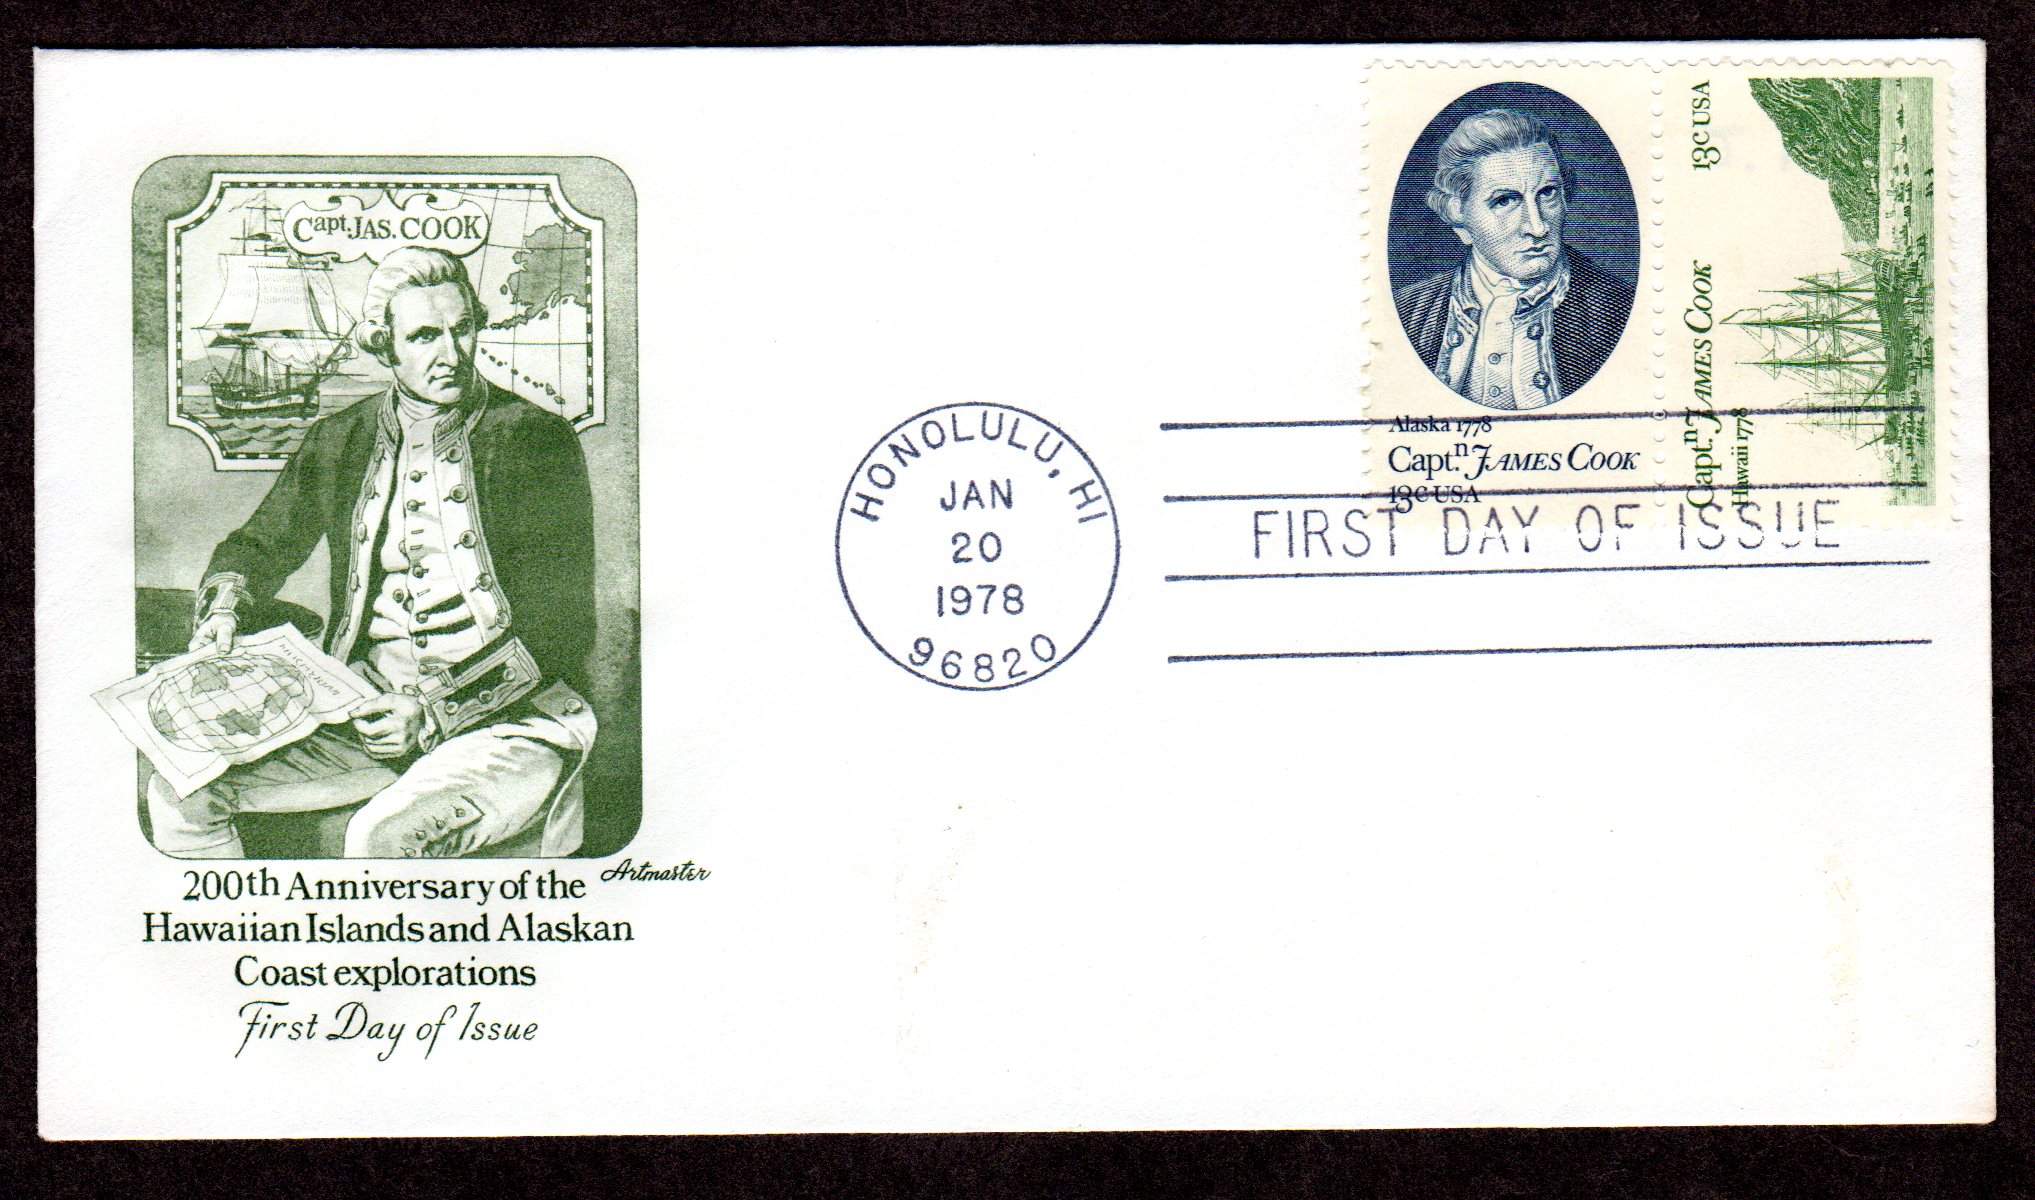 Capt. JAS. COOK
200th Anniversary of the
Hawaiian Islands and Alaskan
Coast explorations
First Day of Issue
Artmaster
HONOLULU, HI
JAN
20
1978
96820
Alaska 1778
Captn. JAMES COOK
13c USA
Captn. JAMES COOK
Hawaii 1778
13c USA
FIRST DAY OF ISSUE